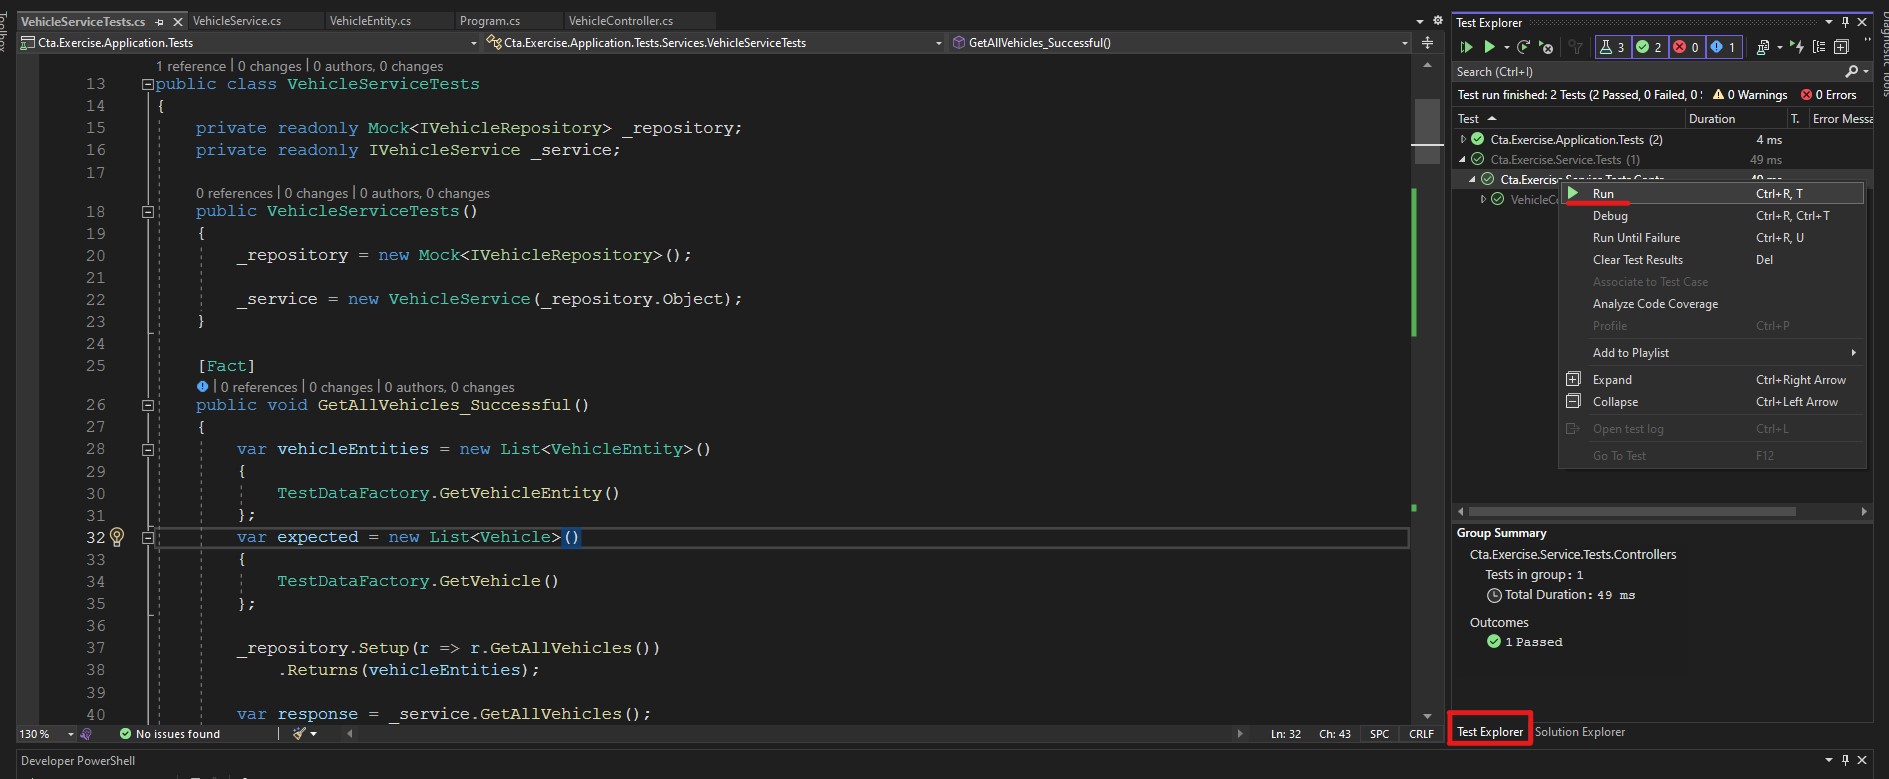 Toolbox
VehicleServiceTests.cs
VehicleService.cs
VehicleEntity.cs
Program.cs
VehicleController.cs
Cta.Exercise.Application.Tests
Cta.Exercise.Application.Tests.Services.VehicleServiceTests
GetAllVehicles_Successful()
1 reference | 0 changes | 0 authors, 0 changes
13 public class VehicleServiceTests
14 {
15 private readonly Mock<IVehicleRepository> _repository;
16 private readonly IVehicleService _service;
17
0 references | 0 changes | 0 authors, 0 changes
18 public VehicleServiceTests()
19 {
20 _repository = new Mock<IVehicleRepository>();
21
22 _service = new VehicleService(_repository.Object);
23 }
24
25 [Fact]
| 0 references | 0 changes | 0 authors, 0 changes
26 public void GetAllVehicles_Successful()
27 {
28 var vehicleEntities = new List<VehicleEntity>()
29 {
30 TestDataFactory.GetVehicleEntity()
31 };
32 var expected = new List<Vehicle>()
33 {
34 TestDataFactory.GetVehicle()
35 };
36
37 _repository.Setup(r => r.GetAllVehicles())
38 .Returns(vehicleEntities);
39
40 var response = _service.GetAllVehicles();
130 %
No issues found
Ln: 32 Ch: 43 SPC CRLF
Developer PowerShell
Test Explorer
3 2 0 1
Search (Ctrl+I)
Test run finished: 2 Tests (2 Passed, 0 Failed, 0 0 Warnings 0 Errors
Test Duration T. Error Messa
Cta.Exercise.Application.Tests (2) 4 ms
Cta.Exercise.Service.Tests (1) 49 ms
Run Ctrl+R, T
Debug Ctrl+R, Ctrl+T
Run Until Failure Ctrl+R, U
Clear Test Results Del
Associate to Test Case
Analyze Code Coverage
Profile Ctrl+P
Add to Playlist
Expand Ctrl+Right Arrow
Collapse Ctrl+Left Arrow
Open test log Ctrl+L
Go To Test F12
Group Summary
Cta.Exercise.Service.Tests.Controllers
Tests in group: 1
Total Duration: 49 ms
Outcomes
1 Passed
Test Explorer
Solution Explorer
Diagnostic Tools